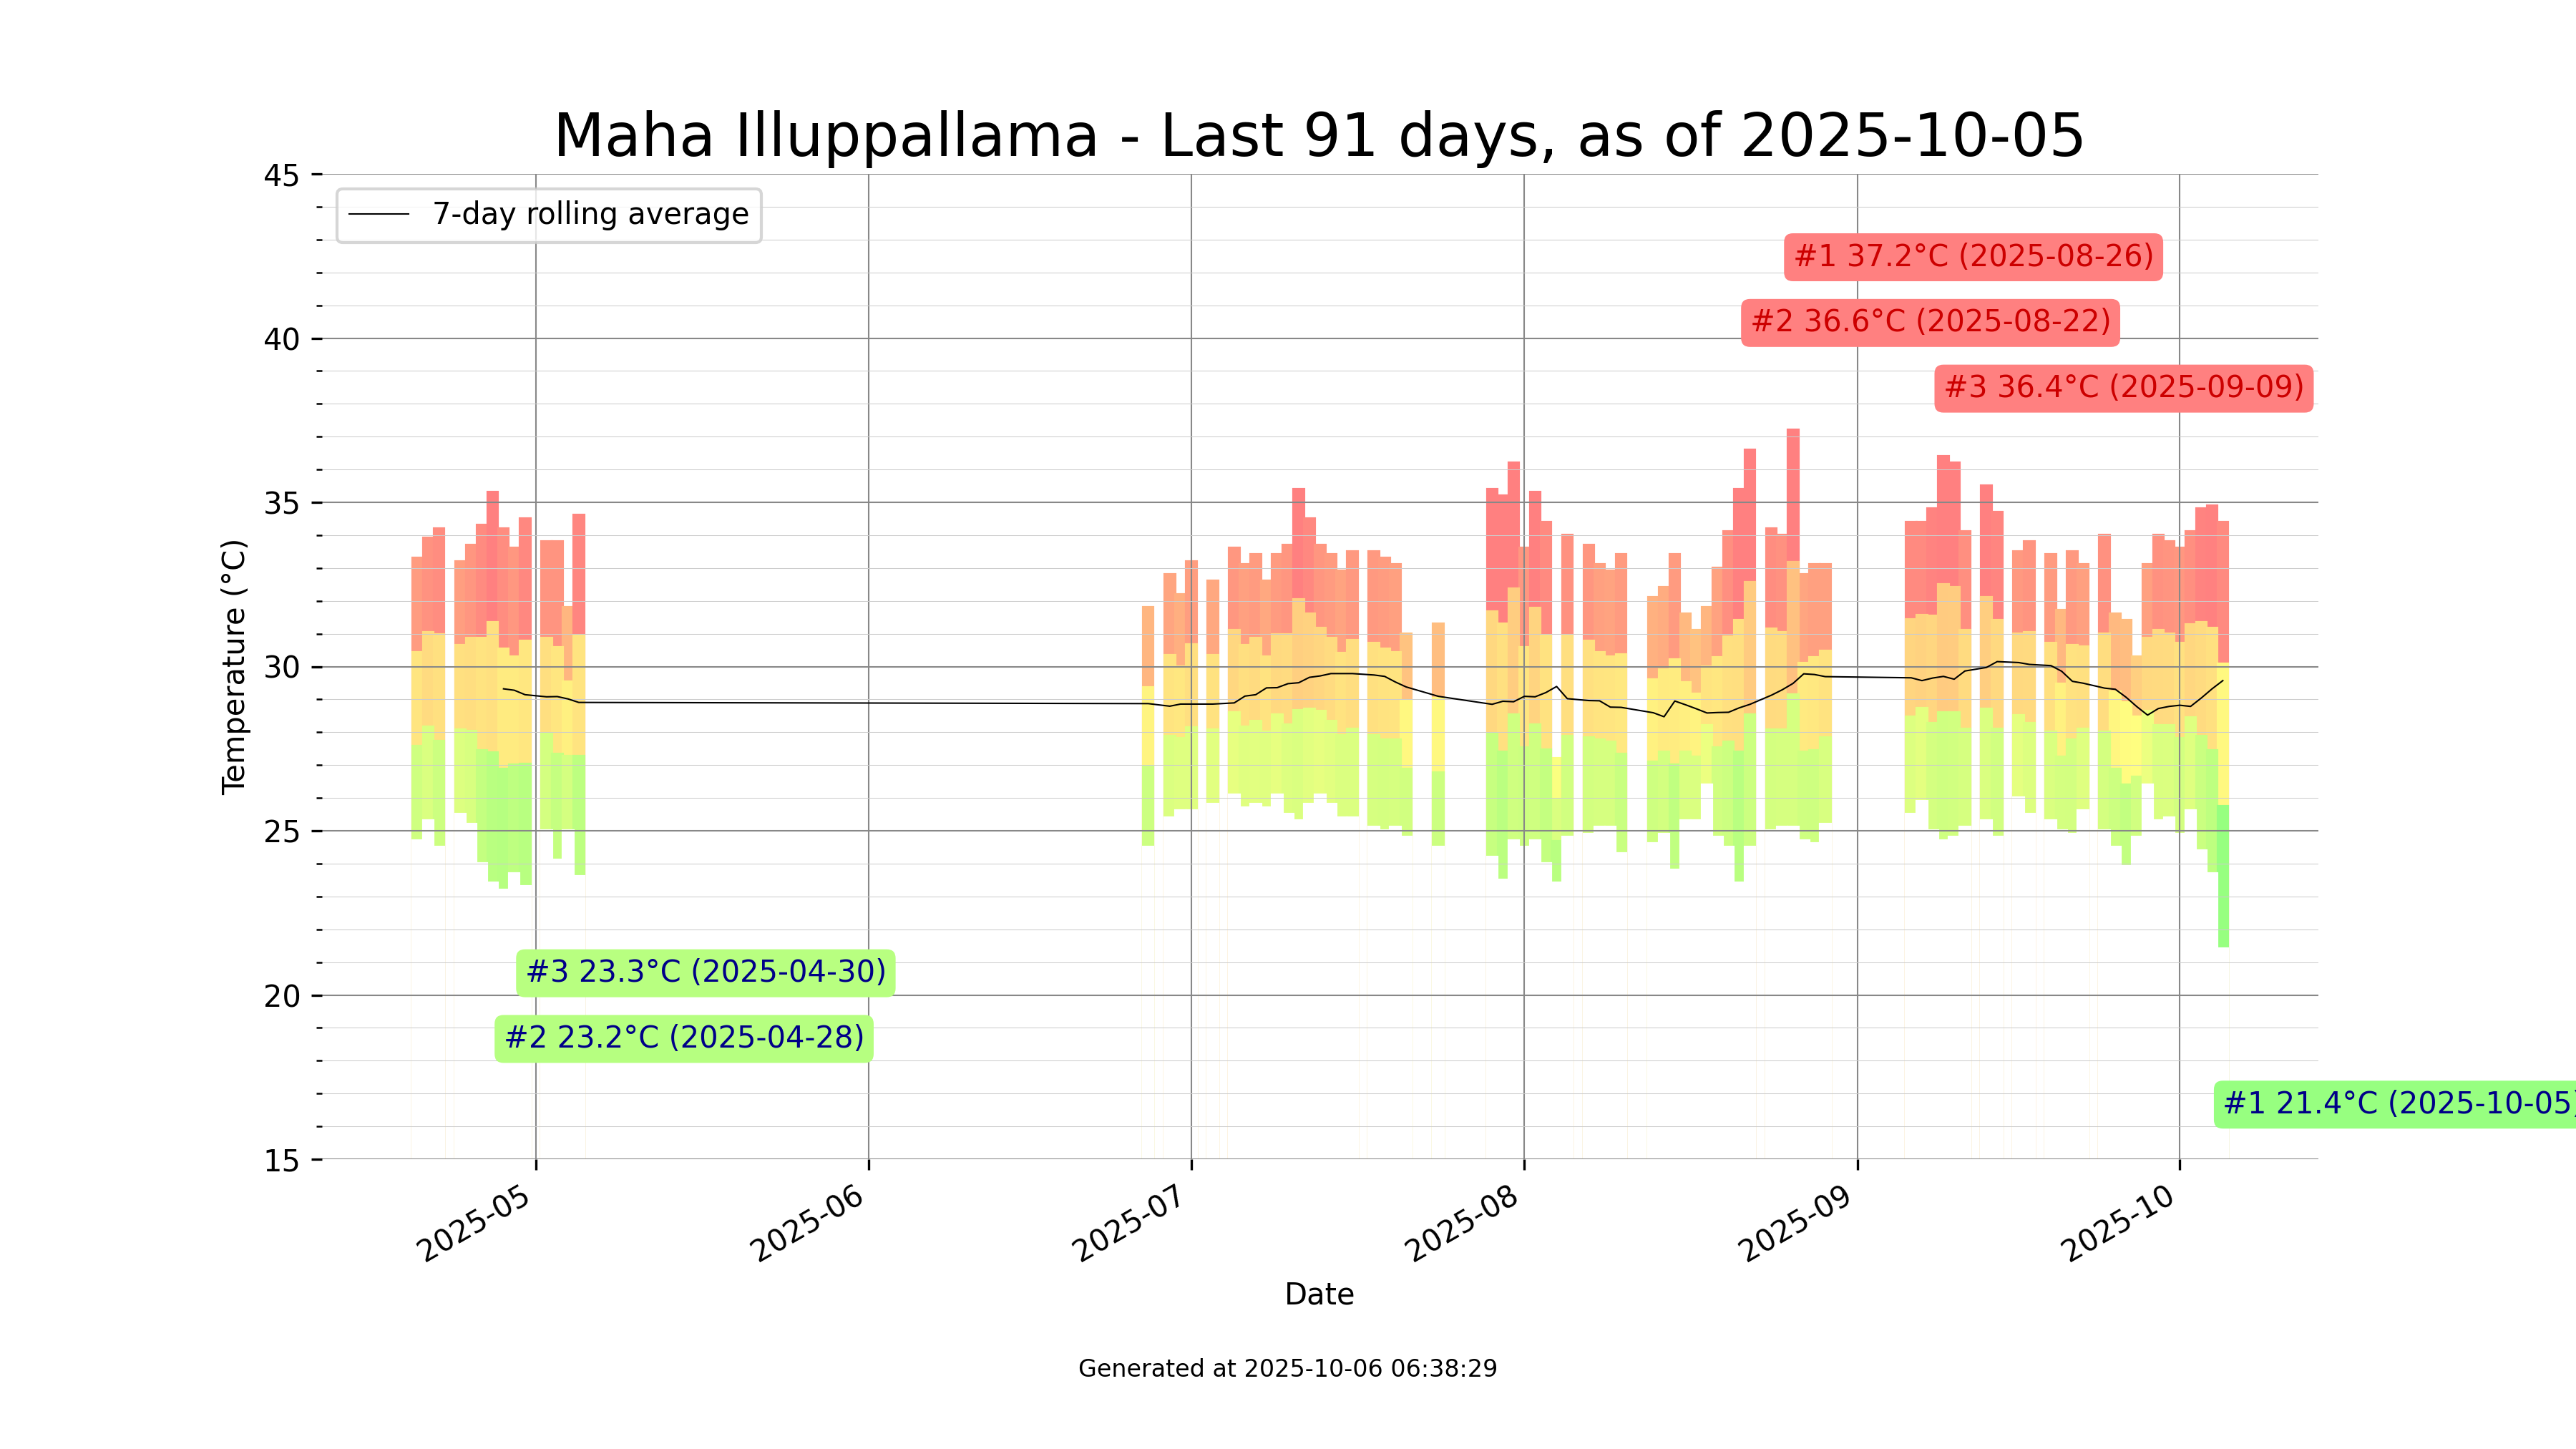 Maha Illuppallama - Last 91 days, as of 2025-10-05
7-day rolling average
#1 37.2°C (2025-08-26)
#2 36.6°C (2025-08-22)
#3 36.4°C (2025-09-09)
#3 23.3°C (2025-04-30)
#2 23.2°C (2025-04-28)
#1 21.4°C (2025-10-05)
Temperature (°C)
45
40
35
30
25
20
15
2025-05
2025-06
2025-07
2025-08
2025-09
2025-10
Date
Generated at 2025-10-06 06:38:29